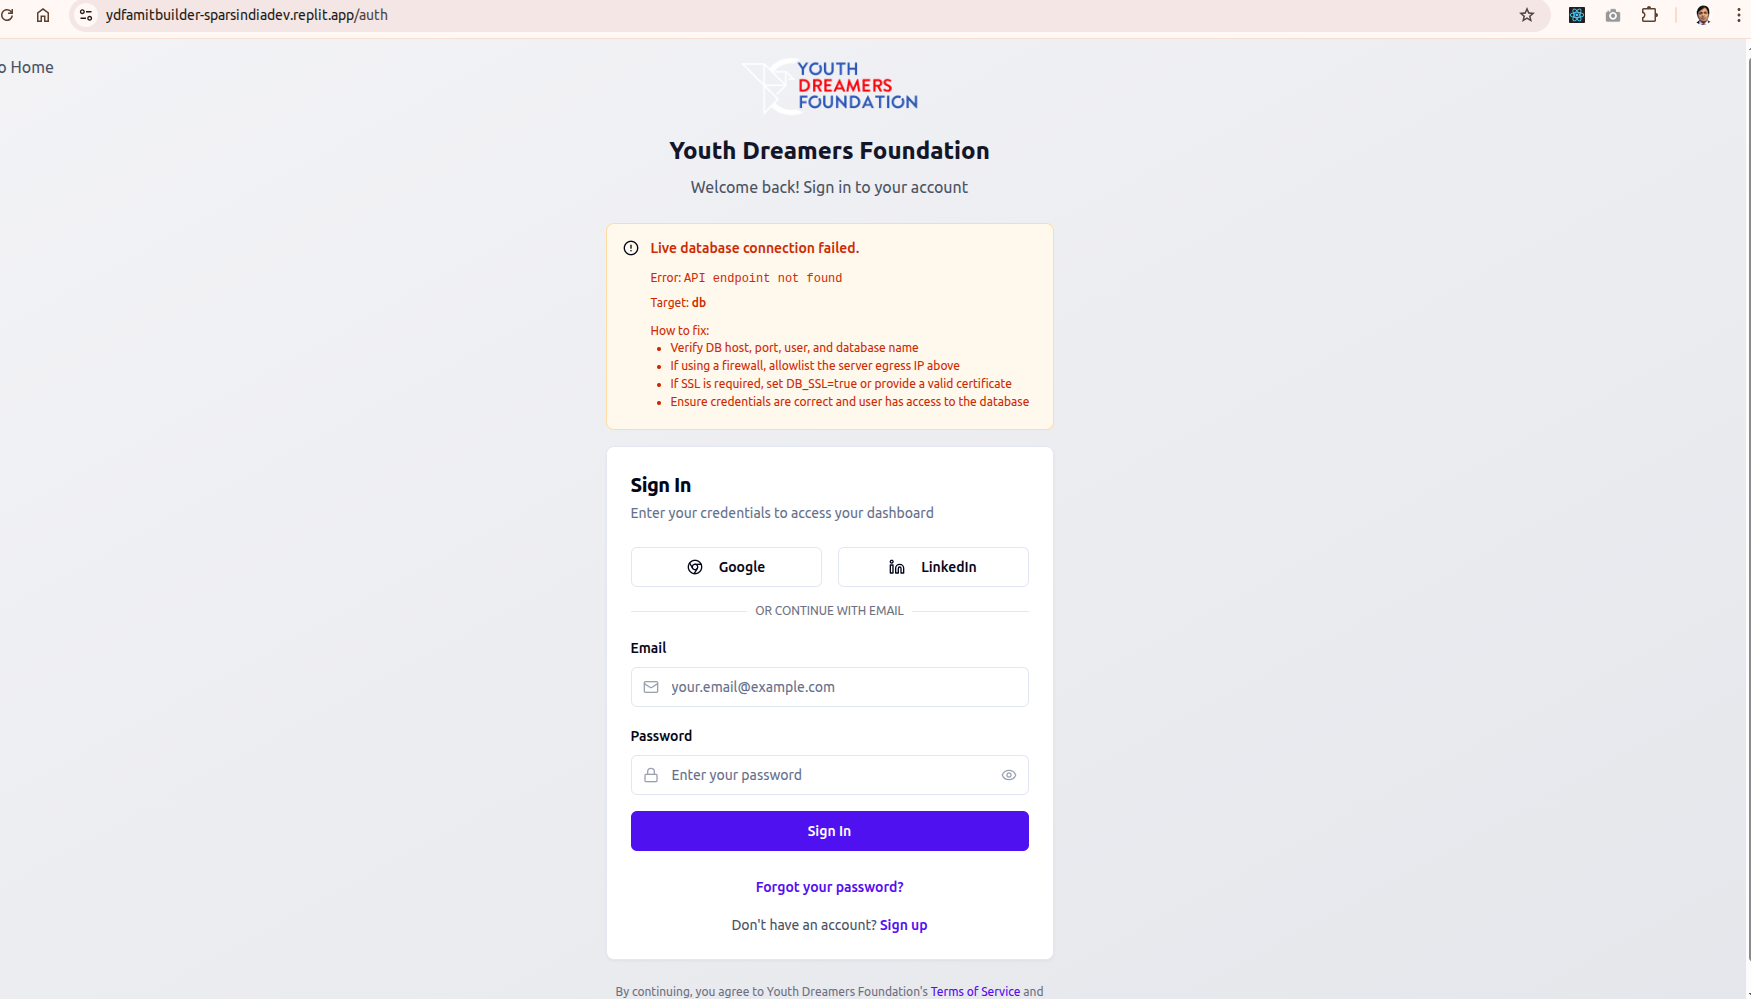 ydfamitbuilder-sparsindiadev.replit.app/auth
o Home
YOUTH
DREAMERS
FOUNDATION
Youth Dreamers Foundation
Welcome back! Sign in to your account
Live database connection failed.
Error: API endpoint not found
Target: db
How to fix:
• Verify DB host, port, user, and database name
• If using a firewall, allowlist the server egress IP above
• If SSL is required, set DB_SSL=true or provide a valid certificate
• Ensure credentials are correct and user has access to the database
Sign In
Enter your credentials to access your dashboard
Google
LinkedIn
OR CONTINUE WITH EMAIL
Email
your.email@example.com
Password
Enter your password
Sign In
Forgot your password?
Don't have an account? Sign up
By continuing, you agree to Youth Dreamers Foundation's Terms of Service and